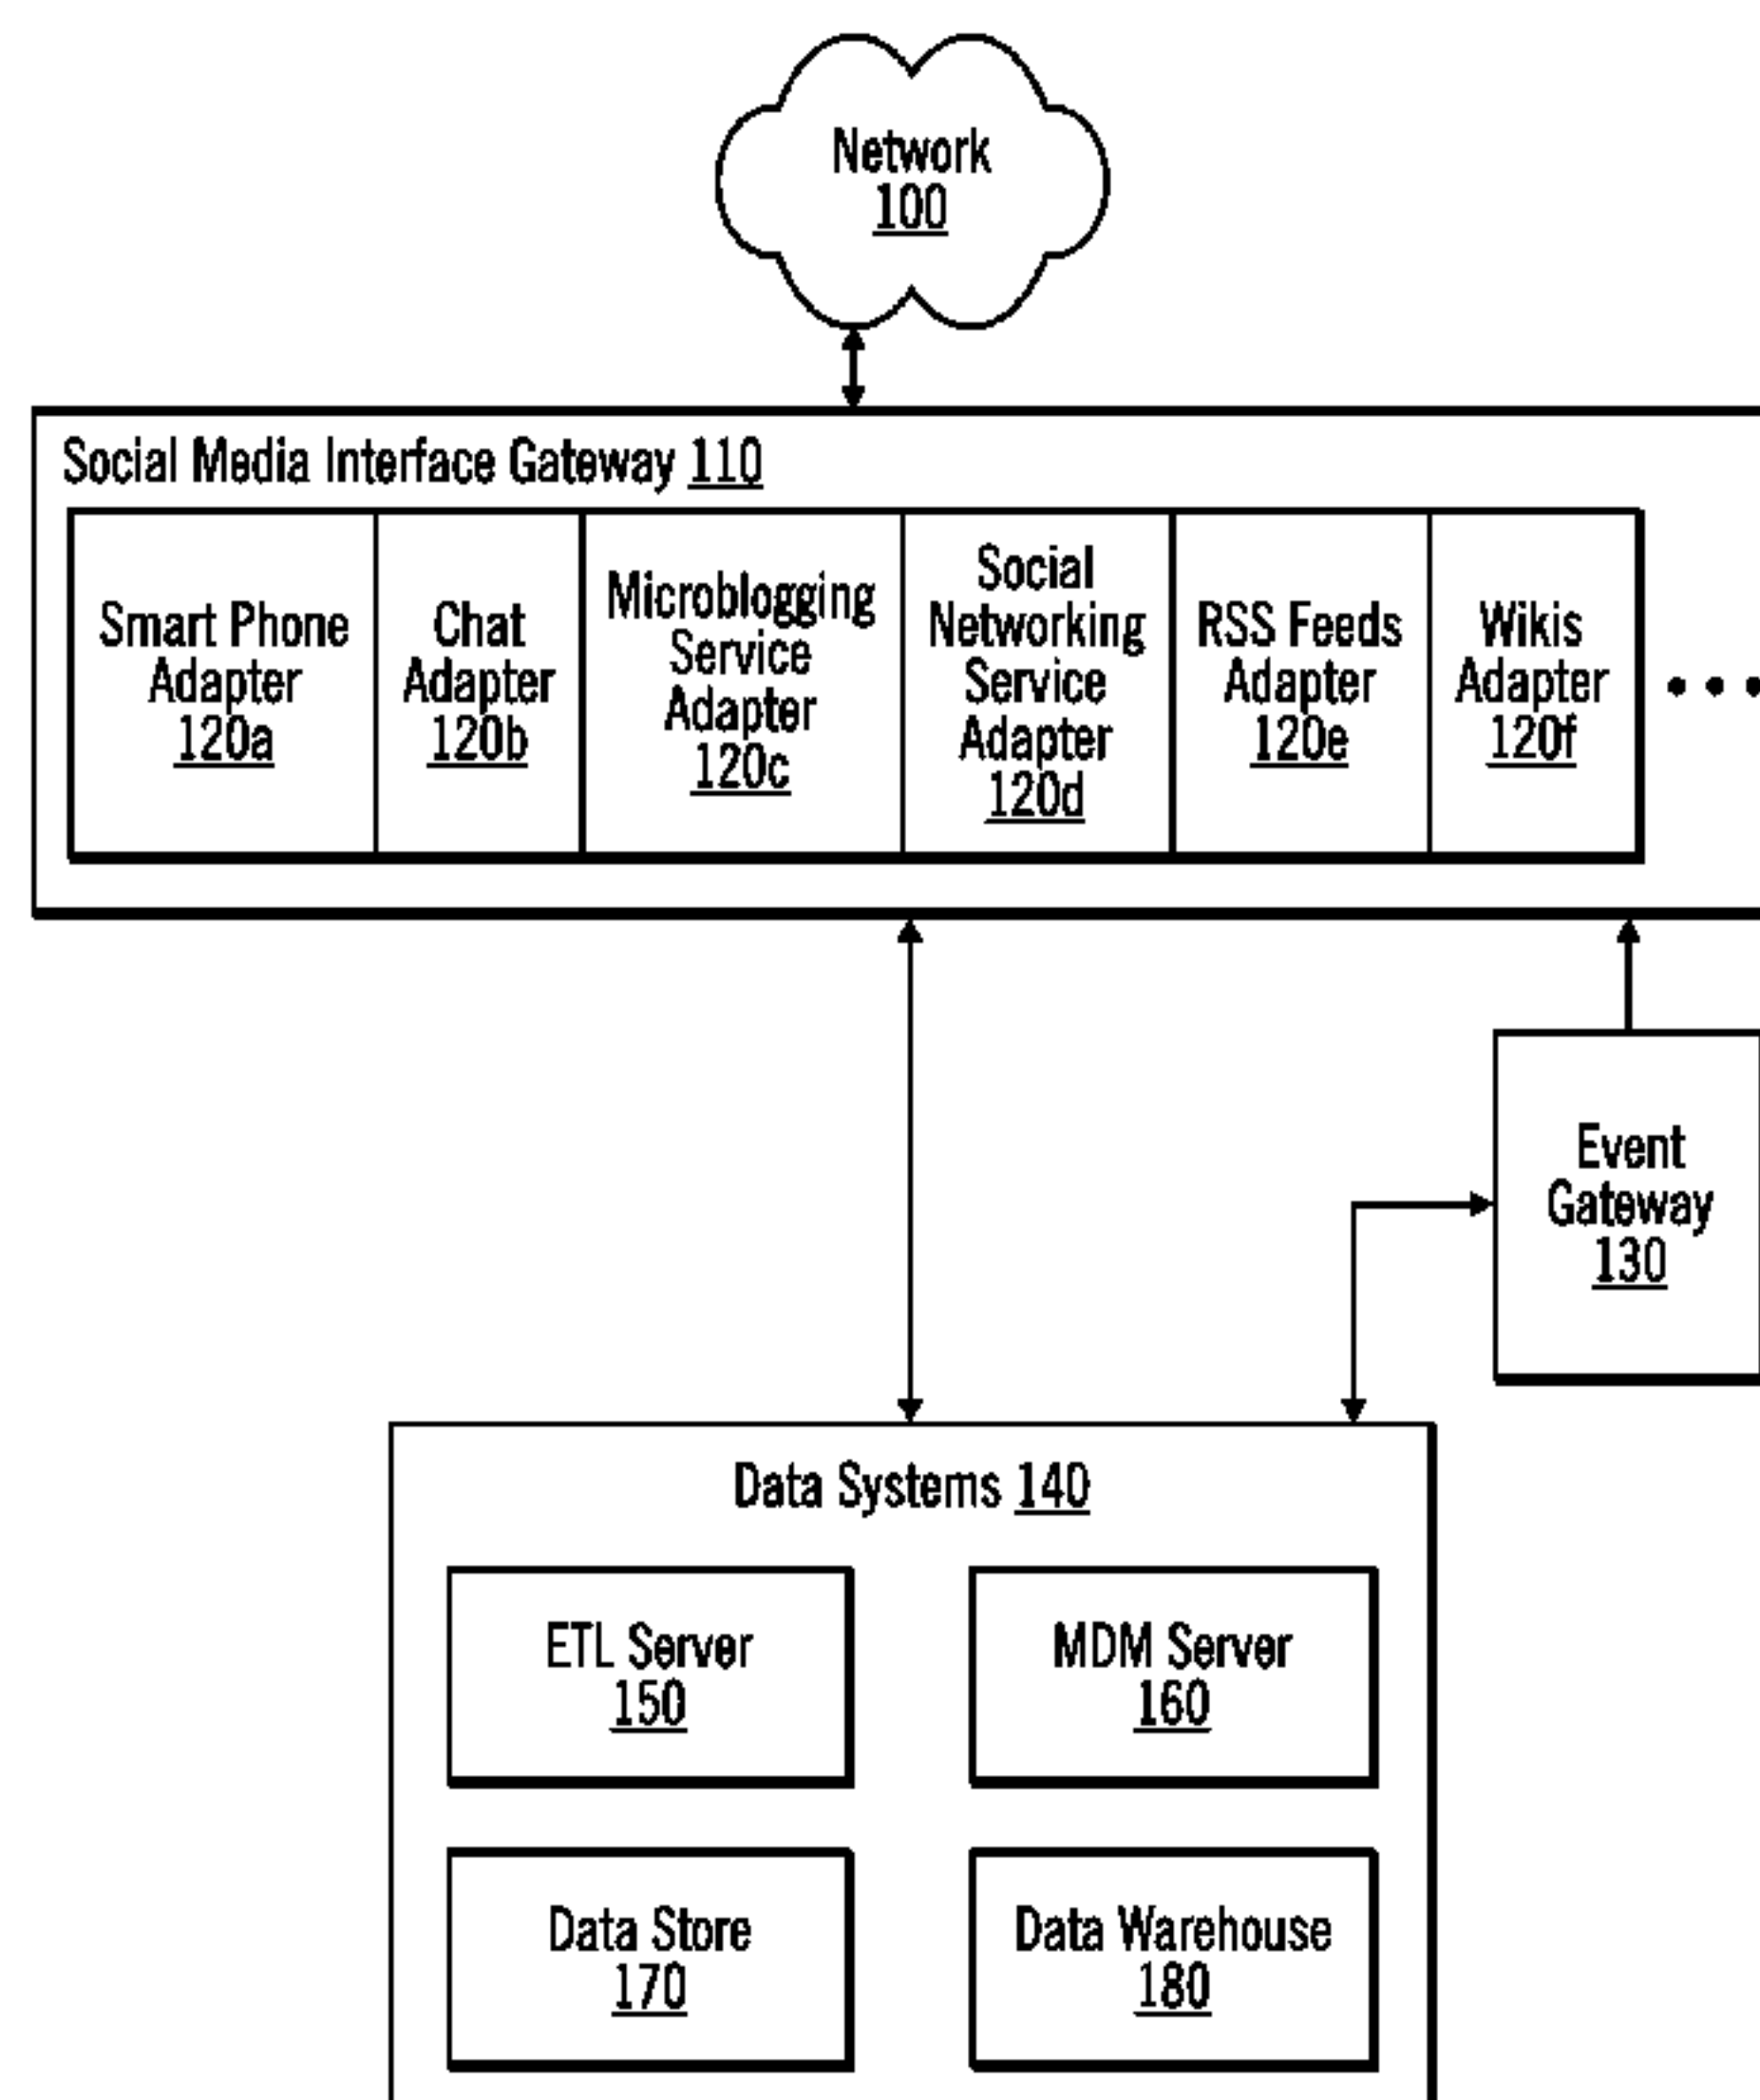 Network
100
Social Media Interface Gateway 110
Smart Phone
Adapter
120a
Chat
Adapter
120b
Microblogging
Service
Adapter
120c
Social
Networking
Service
Adapter
120d
RSS Feeds
Adapter
120e
Wikis
Adapter
120f
• • •
Event
Gateway
130
Data Systems 140
ETL Server
150
MDM Server
160
Data Store
170
Data Warehouse
180